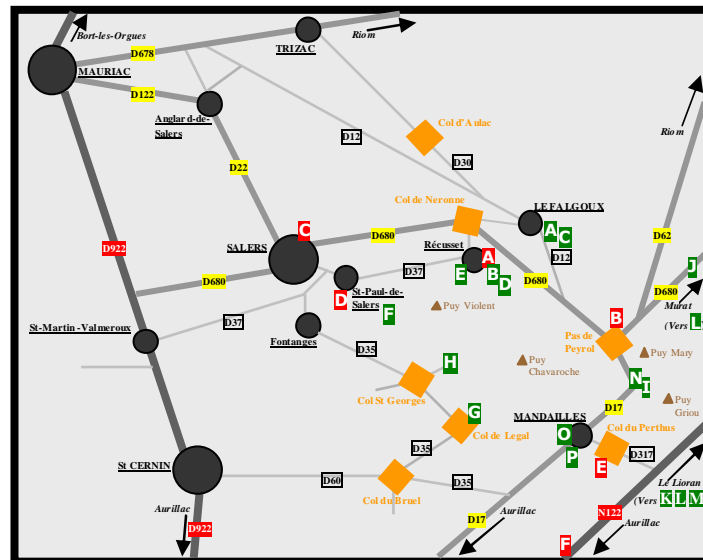 Bort-les-Orgues
Riom
TRIZAC
D678
MAURIAC
D122
Anglard-de-
Salers
Col d'Aulac
D12
D30
Riom
D22
Col de Neronne
LE FALGOUX
A C
C
D922
SALERS
D680
D62
Récusset
A
D12
J
E B D
D680
D37
D680
D680
St-Paul-de-
Salers
D
F
Puy Violent
Murat
(Vers L
B
D37
St-Martin-Valmeroux
Fontanges
Pas de
Peyrol
D35
Puy Mary
Puy
Chavaroche
H
N I
Col St Georges
Puy
Griou
D17
G
MANDAILLES
Col de Legal
O
Col du Perthus
D35
D317
P
E
St CERNIN
D60
D35
Le Lioran
(Vers K L M
Col du Bruel
Aurillac
Aurillac
N122
Aurillac
D922
D17
F